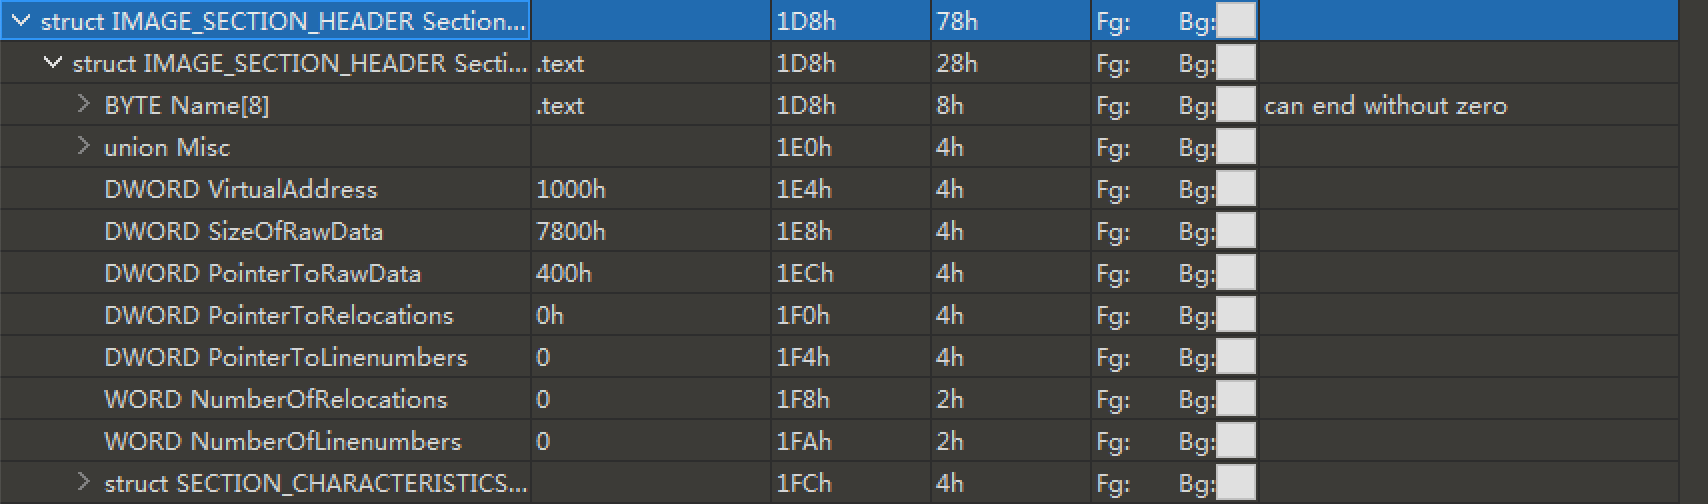 struct IMAGE_SECTION_HEADER Section... 1D8h 78h Fg: Bg:
struct IMAGE_SECTION_HEADER Secti... .text 1D8h 28h Fg: Bg:
BYTE Name[8] .text 1D8h 8h Fg: Bg: can end without zero
union Misc 1E0h 4h Fg: Bg:
DWORD VirtualAddress 1000h 1E4h 4h Fg: Bg:
DWORD SizeOfRawData 7800h 1E8h 4h Fg: Bg:
DWORD PointerToRawData 400h 1ECh 4h Fg: Bg:
DWORD PointerToRelocations 0h 1F0h 4h Fg: Bg:
DWORD PointerToLinenumbers 0 1F4h 4h Fg: Bg:
WORD NumberOfRelocations 0 1F8h 2h Fg: Bg:
WORD NumberOfLinenumbers 0 1FAh 2h Fg: Bg:
struct SECTION_CHARACTERISTICS... 1FCh 4h Fg: Bg: